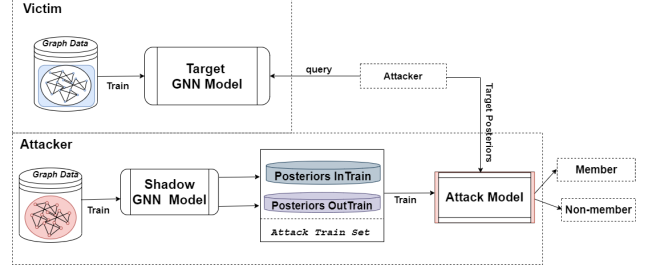 Victim
Graph Data
Train
Target
GNN Model
query
Attacker
Target Posteriors
Attacker
Graph Data
Train
Shadow
GNN Model
Posteriors InTrain
Posteriors OutTrain
Attack Train Set
Train
Attack Model
Member
Non-member